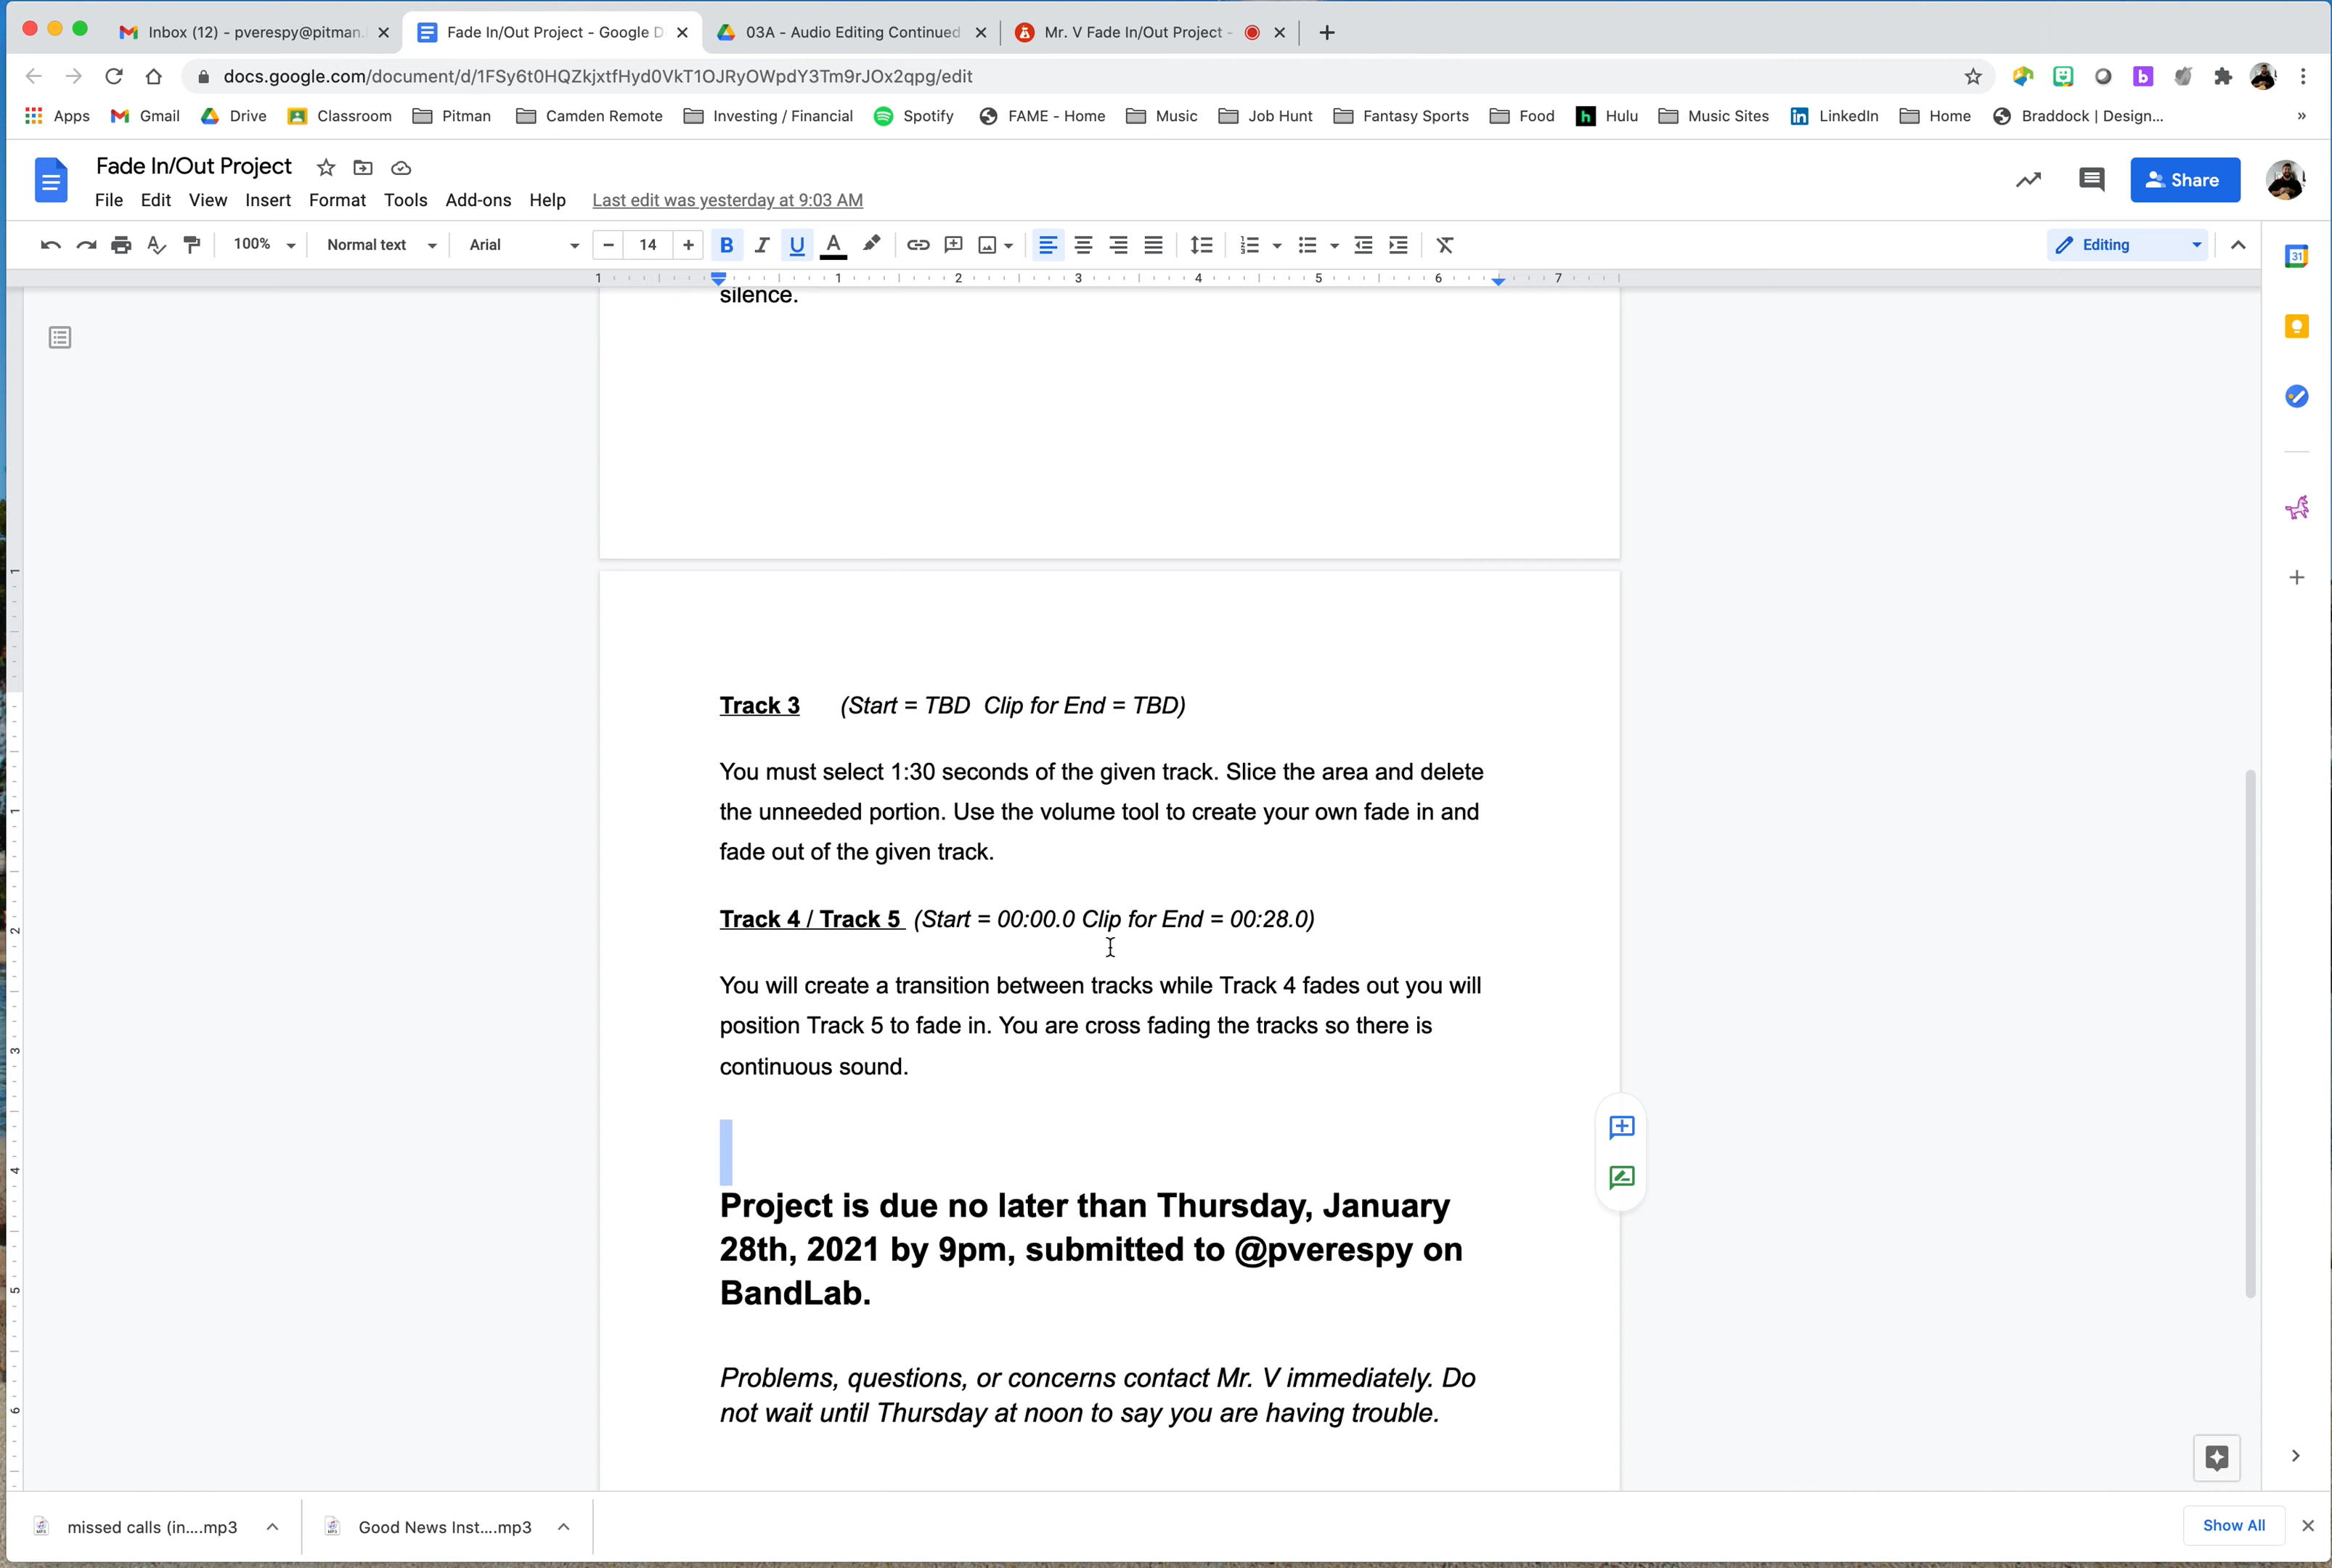 Inbox (12) - pverespy@pitman.
Fade In/Out Project - Google D
03A - Audio Editing Continued
Mr. V Fade In/Out Project -
docs.google.com/document/d/1FSy6t0HQZkjxtfHyd0VkT1OJRyOWpdY3Tm9rJOx2qpg/edit
Apps
Gmail
Drive
Classroom
Pitman
Camden Remote
Investing / Financial
Spotify
FAME - Home
Music
Job Hunt
Fantasy Sports
Food
Hulu
Music Sites
LinkedIn
Home
Braddock | Design...
»
Fade In/Out Project
Share
File Edit View Insert Format Tools Add-ons Help Last edit was yesterday at 9:03 AM
100% Normal text Arial 14 B I U A Editing
1 1 2 3 4 5 6 7
silence.
Track 3 (Start = TBD Clip for End = TBD)
You must select 1:30 seconds of the given track. Slice the area and delete
the unneeded portion. Use the volume tool to create your own fade in and
fade out of the given track.
Track 4 / Track 5 (Start = 00:00.0 Clip for End = 00:28.0)
You will create a transition between tracks while Track 4 fades out you will
position Track 5 to fade in. You are cross fading the tracks so there is
continuous sound.
Project is due no later than Thursday, January
28th, 2021 by 9pm, submitted to @pverespy on
BandLab.
Problems, questions, or concerns contact Mr. V immediately. Do
not wait until Thursday at noon to say you are having trouble.
missed calls (in....mp3
Good News Inst....mp3
Show All